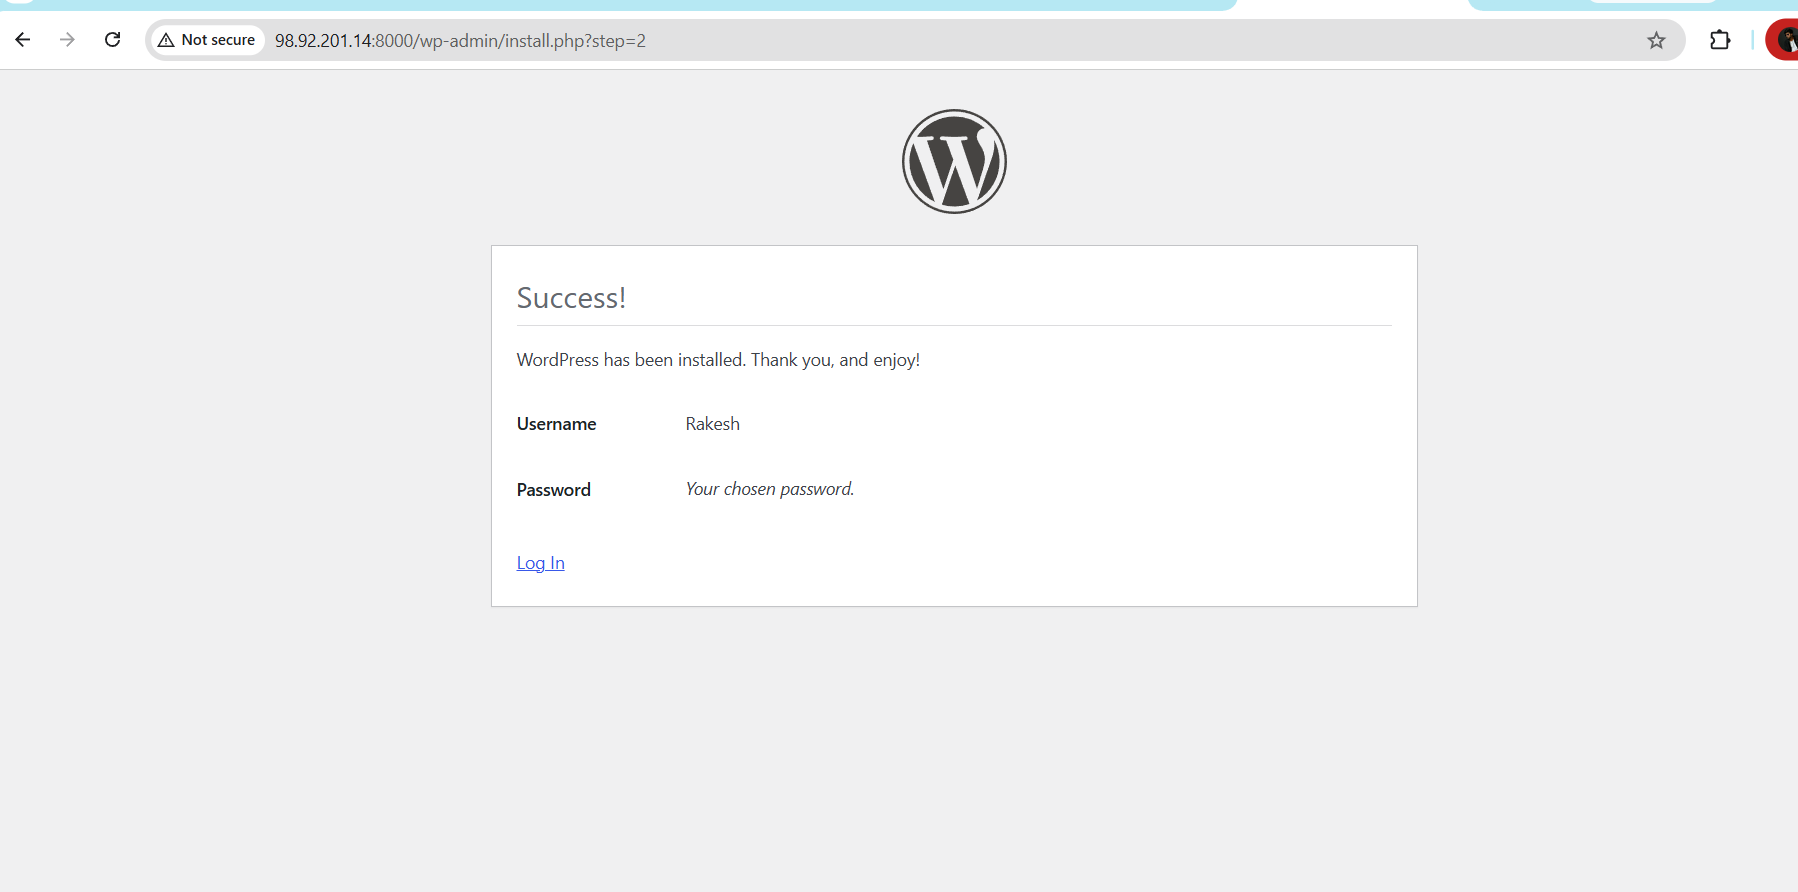 Not secure 98.92.201.14:8000/wp-admin/install.php?step=2
W
Success!
WordPress has been installed. Thank you, and enjoy!
Username Rakesh
Password Your chosen password.
Log In